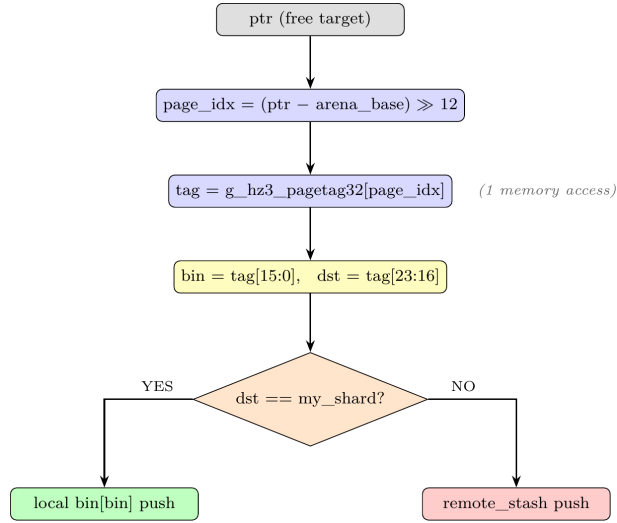 ptr (free target)
page_idx = (ptr − arena_base) ≫ 12
tag = g_hz3_pagetag32[page_idx]
(1 memory access)
bin = tag[15:0], dst = tag[23:16]
dst == my_shard?
YES
NO
local bin[bin] push
remote_stash push